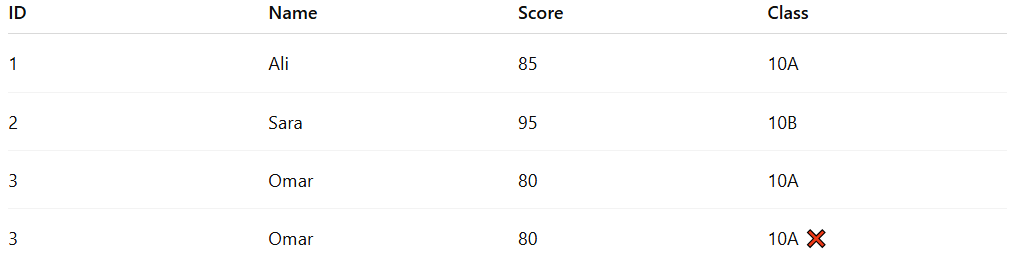 ID Name Score Class
1 Ali 85 10A
2 Sara 95 10B
3 Omar 80 10A
3 Omar 80 10A ❌